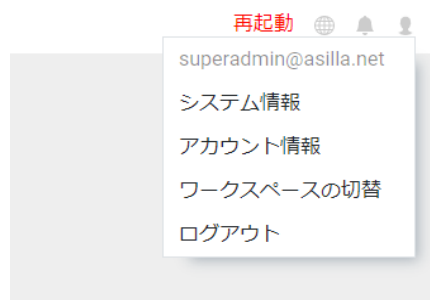 再起動
superadmin@asilla.net
システム情報
アカウント情報
ワークスペースの切替
ログアウト